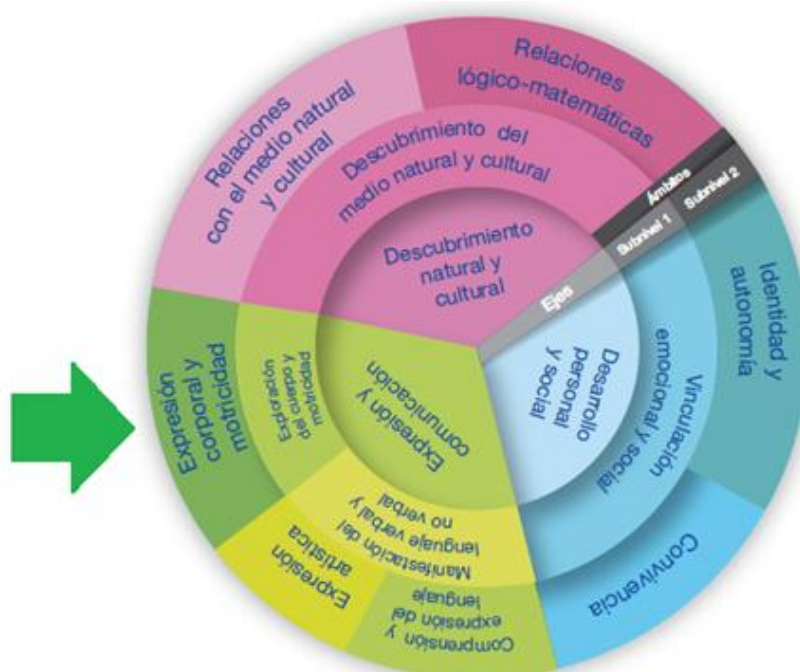 Relaciones
lógico-matemáticas
Relaciones
con el medio natural
y cultural
Descubrimiento del
medio natural y cultural
Descubrimiento
natural y
cultural
Ámbitos
Subnivel 2
Subnivel 1
Ejes
Identidad y
autonomía
Vinculación
emocional y social
Desarrollo
personal
y social
Convivencia
Expresión y
comunicación
Exploración
del cuerpo y
motricidad
Expresión
corporal y
motricidad
Manifestación del
lenguaje verbal y
no verbal
Expresión
artística
Comprensión y
expresión del
lenguaje